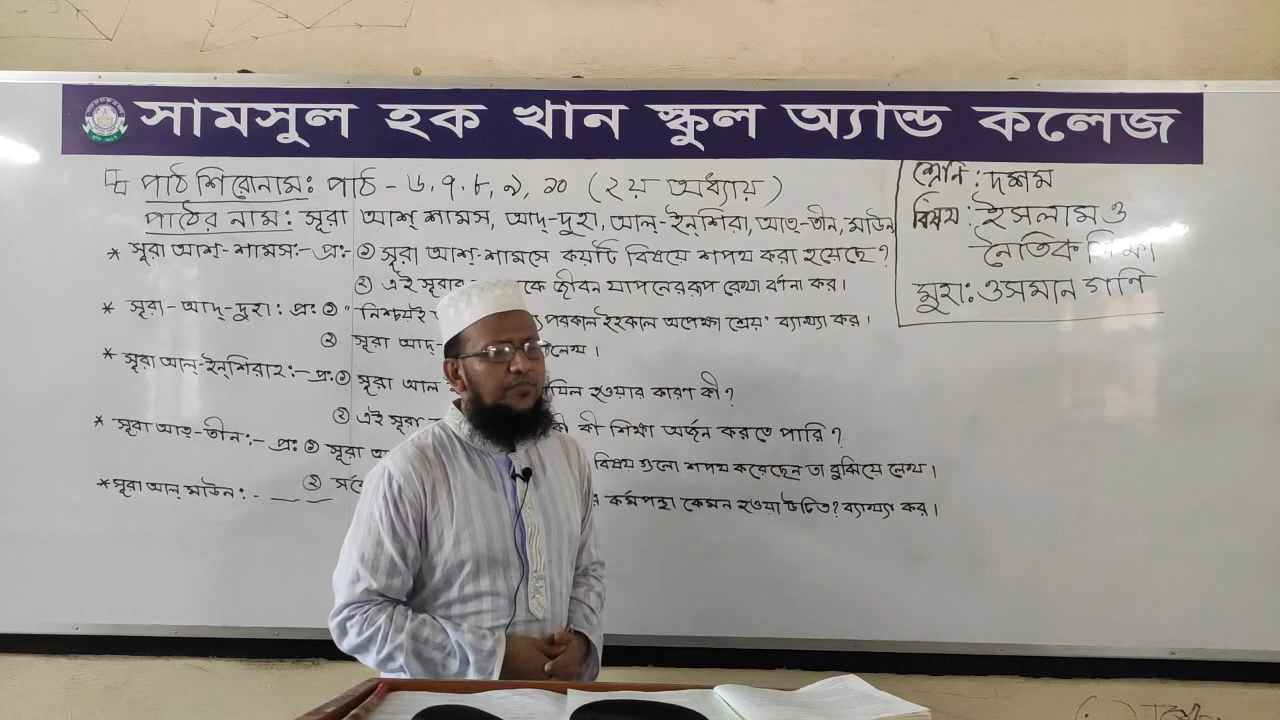 সামসুল হক খান স্কুল অ্যান্ড কলেজ
পাঠ শিরোনাম: পাঠ - ৬, ৭, ৮, ৯, ১০ (২য় অধ্যায়)
পাঠের নাম: সূরা আশ্ শামস, আদ্-দুহা, আল্-ইন্শিরা, আত্-তীন, মাউন
* সূরা আশ্-শামস:- প্র: ① সূরা আশ্-শামসে কয়টি বিষয়ে শপথ করা হয়েছে?
② এই সূরার কে জীবন যাপনের রূপ রেখা বর্ণনা কর।
* সূরা-আদ্-দুহা: প্র: ① "নিশ্চয়ই পরকাল ইহকাল অপেক্ষা শ্রেয়" ব্যাখ্যা কর।
② সূরা আদ্- লেখ।
* সূরা আল্-ইন্শিরাহ:- প্র: ① সূরা আল যিল হওয়ার কারণ কী?
② এই সূরা কী কী শিক্ষা অর্জন করতে পারি?
* সূরা আত্-তীন:- প্র: ① সূরা আ বিষয় গুলো শপথ করেছেন তা বুঝিয়ে লেখ।
* সূরা আল্ মাউন: - ② সর্বে র কর্মপন্থা কেমন হওয়া উচিত? ব্যাখ্যা কর।
শ্রেণি: দশম
বিষয়: ইসলাম ও
নৈতিক শিক্ষা
মুহা: ওসমান গণি